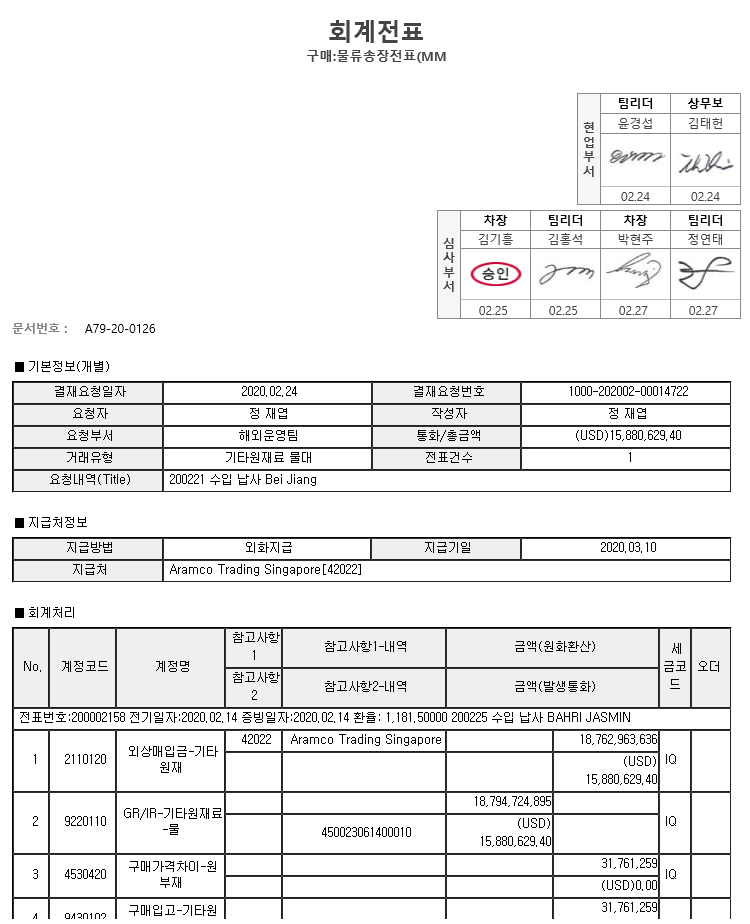 회계전표
구매:물류송장전표(MM
현업부서
팀리더 상무보
윤경섭 김태헌
02.24 02.24
심사부서
차장 팀리더 차장 팀리더
김기흥 김홍석 박현주 정연태
승인
02.25 02.25 02.27 02.27
문서번호 : A79-20-0126
■ 기본정보(개별)
결재요청일자 2020.02.24 결재요청번호 1000-202002-00014722
요청자 정 재엽 작성자 정 재엽
요청부서 해외운영팀 통화/총금액 (USD)15,880,629.40
거래유형 기타원재료 물대 전표건수 1
요청내역(Title) 200221 수입 납사 Bei Jiang
■ 지급처정보
지급방법 외화지급 지급기일 2020.03.10
지급처 Aramco Trading Singapore[42022]
■ 회계처리
No. 계정코드 계정명 참고사항1 참고사항1-내역 금액(원화환산) 세금코드 오더
참고사항2 참고사항2-내역 금액(발생통화)
전표번호:200002158 전기일자:2020.02.14 증빙일자:2020.02.14 환율: 1,181.50000 200225 수입 납사 BAHRI JASMIN
1 2110120 외상매입금-기타원재 42022 Aramco Trading Singapore 18,762,963,636 IQ
(USD)
15,880,629.40
2 9220110 GR/IR-기타원재료-물 18,794,724,895 IQ
450023061400010 (USD)
15,880,629.40
3 4530420 구매가격차이-원부재 31,761,259 IQ
(USD)0.00
4 9430102 구매입고-기타원 31,761,259